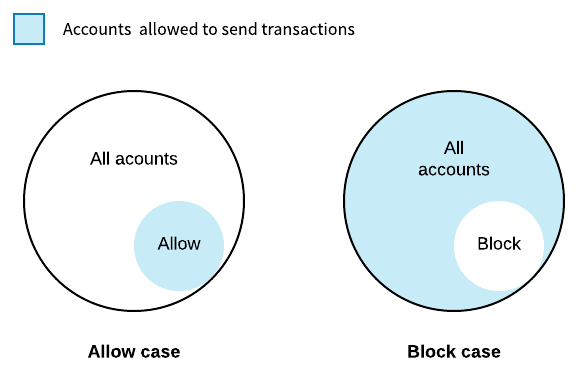 Accounts  allowed to send transactions
All acounts
Allow
Allow case
All
accounts
Block
Block case